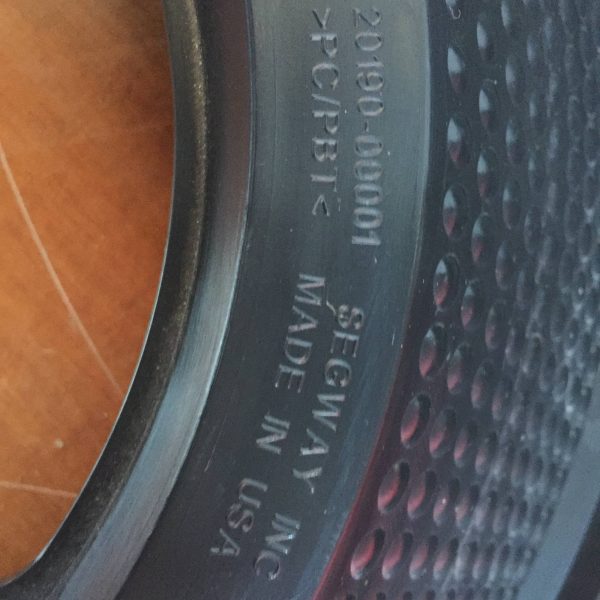 20190-00001
>PC/PBT<
SEGWAY INC
MADE IN USA